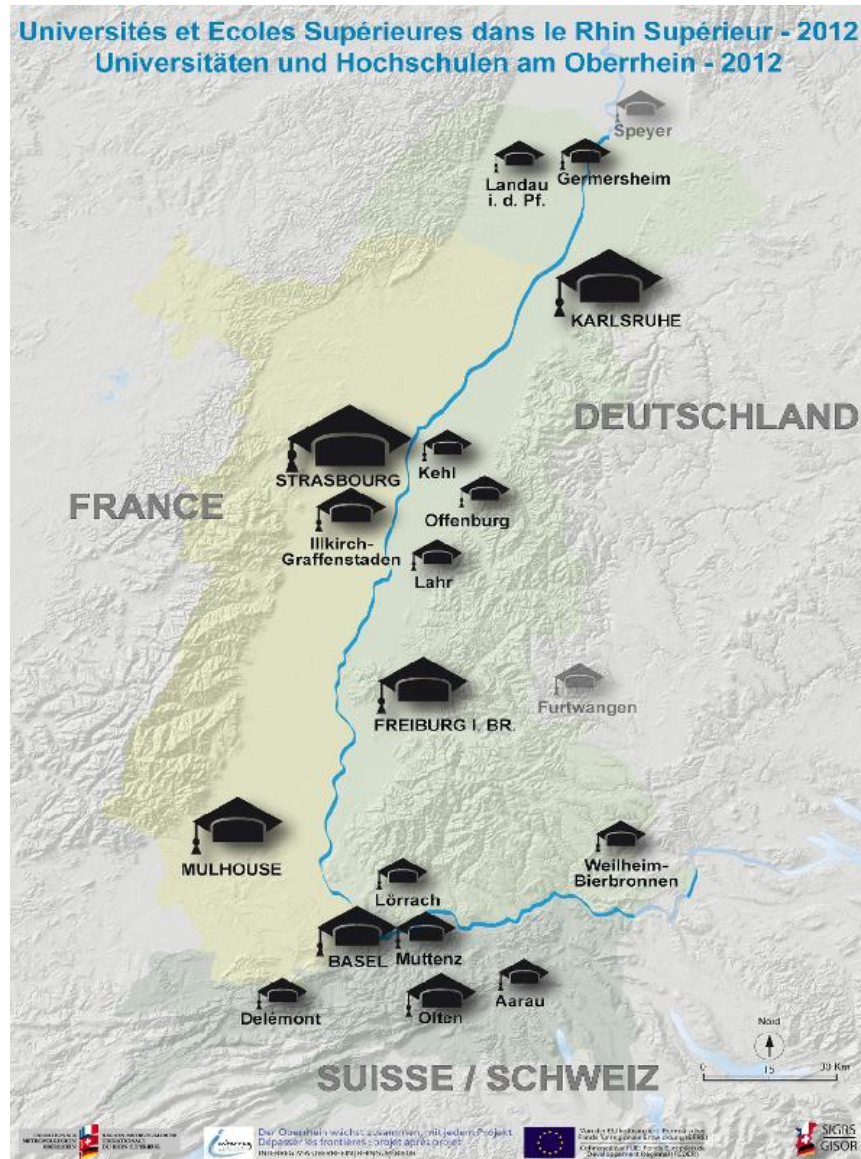 Universités et Ecoles Supérieures dans le Rhin Supérieur - 2012
Universitäten und Hochschulen am Oberrhein - 2012
Speyer
Landau
i. d. Pf.
Germersheim
KARLSRUHE
DEUTSCHLAND
STRASBOURG
Kehl
FRANCE
Offenburg
Illkirch-
Graffenstaden
Lahr
FREIBURG I. BR.
Furtwangen
MULHOUSE
Weilheim-
Bierbronnen
Lörrach
BASEL
Muttenz
Delémont
Olten
Aarau
Nord
0 15 30 Km
SUISSE / SCHWEIZ
Der Oberrhein wächst zusammen, mit jedem Projekt
Dépasser les frontières : projet après projet
SIGRS
GISOR